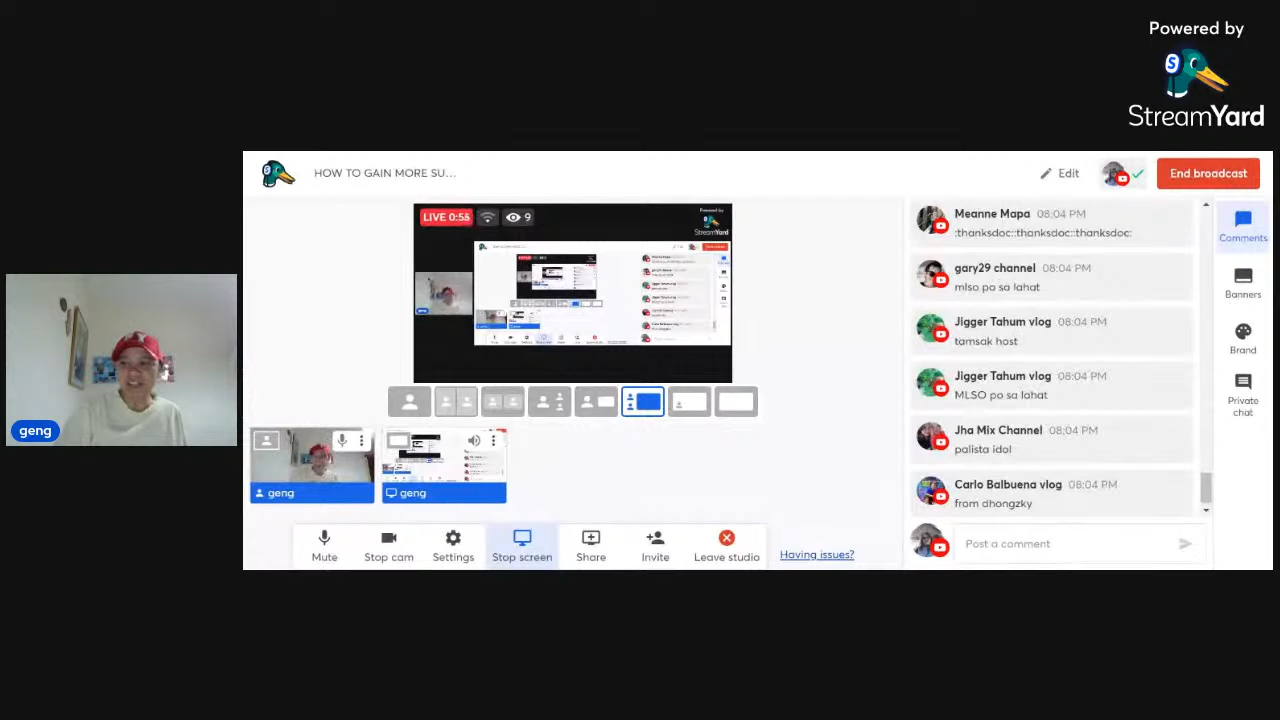 Powered by
StreamYard
HOW TO GAIN MORE SU...
Edit
End broadcast
LIVE 0:55
9
Powered by
StreamYard
Meanne Mapa 08:04 PM
:thanksdoc::thanksdoc::thanksdoc:
gary29 channel 08:04 PM
mlso po sa lahat
Jigger Tahum vlog 08:04 PM
tamsak host
Jigger Tahum vlog 08:04 PM
MLSO po sa lahat
Jha Mix Channel 08:04 PM
palista idol
Carlo Balbuena vlog 08:04 PM
from dhongzky
Post a comment
Comments
Banners
Brand
Private
chat
geng
geng
geng
Mute
Stop cam
Settings
Stop screen
Share
Invite
Leave studio
Having issues?